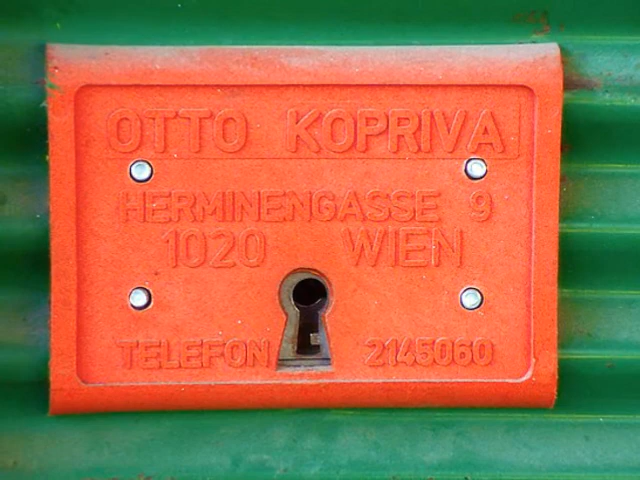 OTTO KOPRIVA
HERMINENGASSE 9
1020 WIEN
TELEFON 2145060